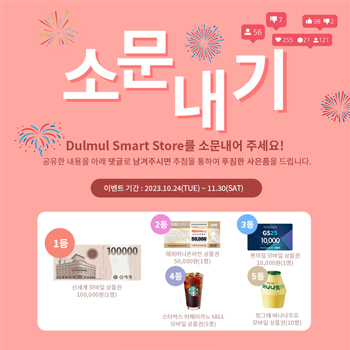 7
56
98 2
255 21 121
소문
내기
Dulmul Smart Store를 소문내어 주세요!
공유한 내용을 아래 댓글로 남겨주시면 추첨을 통하여 푸짐한 사은품을 드립니다.
이벤트 기간 : 2023.10.24(TUE) ~ 11.30(SAT)
1등
100000
신세계
신세계 모바일 상품권
100,000원(1명)
2등
50,000
해피머니온라인 상품권
50,000원(1명)
3등
GS25
10,000
편의점 모바일 상품권
10,000원(1명)
4등
스타벅스 아메리카노 tALL
모바일 상품권(5명)
5등
빙그레 바나나우유
모바일 상품권(10명)